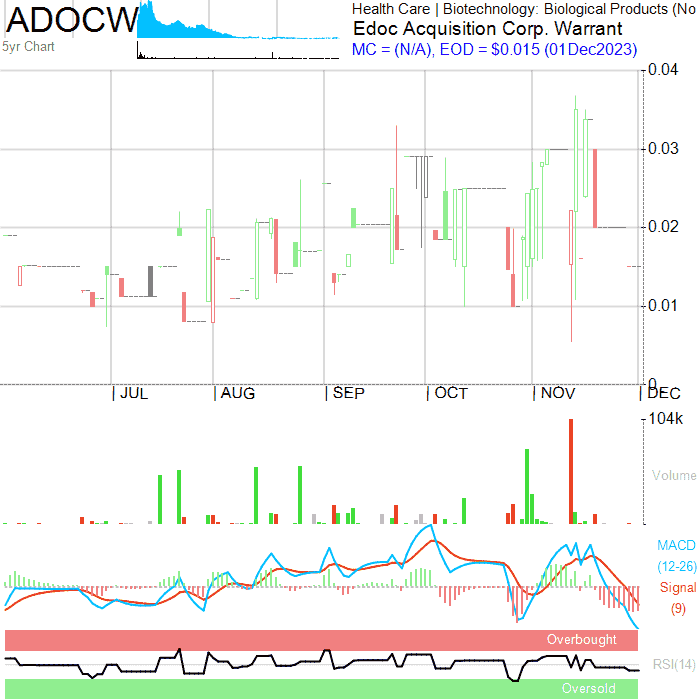 ADOCW
5yr Chart
Health Care | Biotechnology: Biological Products (No
Edoc Acquisition Corp. Warrant
MC = (N/A), EOD = $0.015 (01Dec2023)
0.04
0.03
0.02
0.01
0
JUL
AUG
SEP
OCT
NOV
DEC
104k
Volume
MACD
(12-26)
Signal
(9)
Overbought
RSI(14)
Oversold